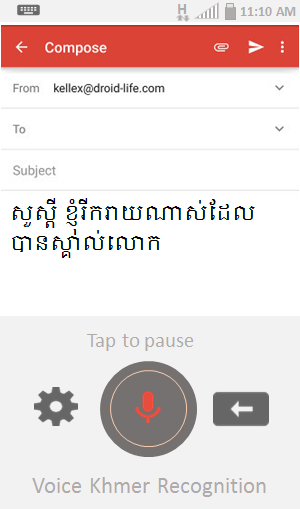 H 11:10 AM
Compose
From kellex@droid-life.com
To
Subject
សួស្ដី ខ្ញុំរីករាយណាស់ដែល
បានស្គាល់លោក
Tap to pause
Voice Khmer Recognition